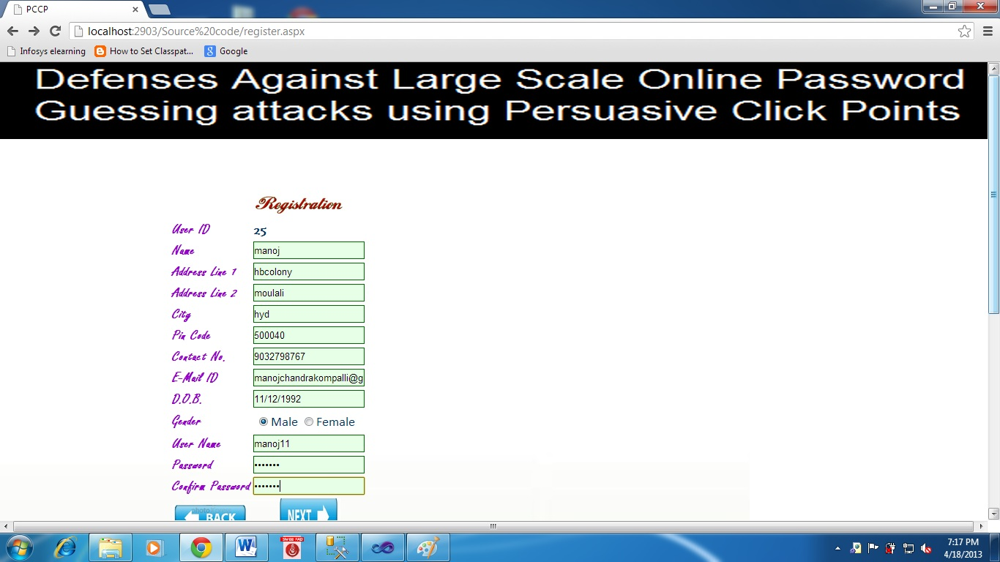 PCCP
localhost:2903/Source%20code/register.aspx
Infosys elearning How to Set Classpat... Google
Defenses Against Large Scale Online Password
Guessing attacks using Persuasive Click Points
Registration
User ID 25
Name manoj
Address Line 1 hbcolony
Address Line 2 moulali
City hyd
Pin Code 500040
Contact No. 9032798767
E-Mail ID manojchandrakompalli@g
D.O.B. 11/12/1992
Gender Male Female
User Name manoj11
Password •••••••
Confirm Password •••••••
BACK NEXT
7:17 PM
4/18/2013